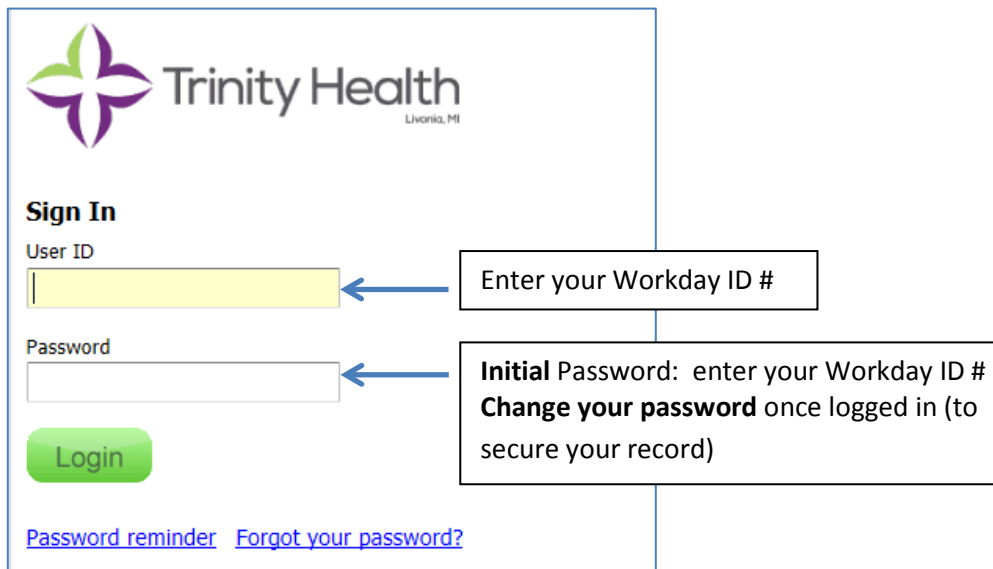 Trinity Health
Livonia, MI
Sign In
User ID
Enter your Workday ID #
Password
Initial Password: enter your Workday ID #
Change your password once logged in (to
secure your record)
Login
Password reminder Forgot your password?